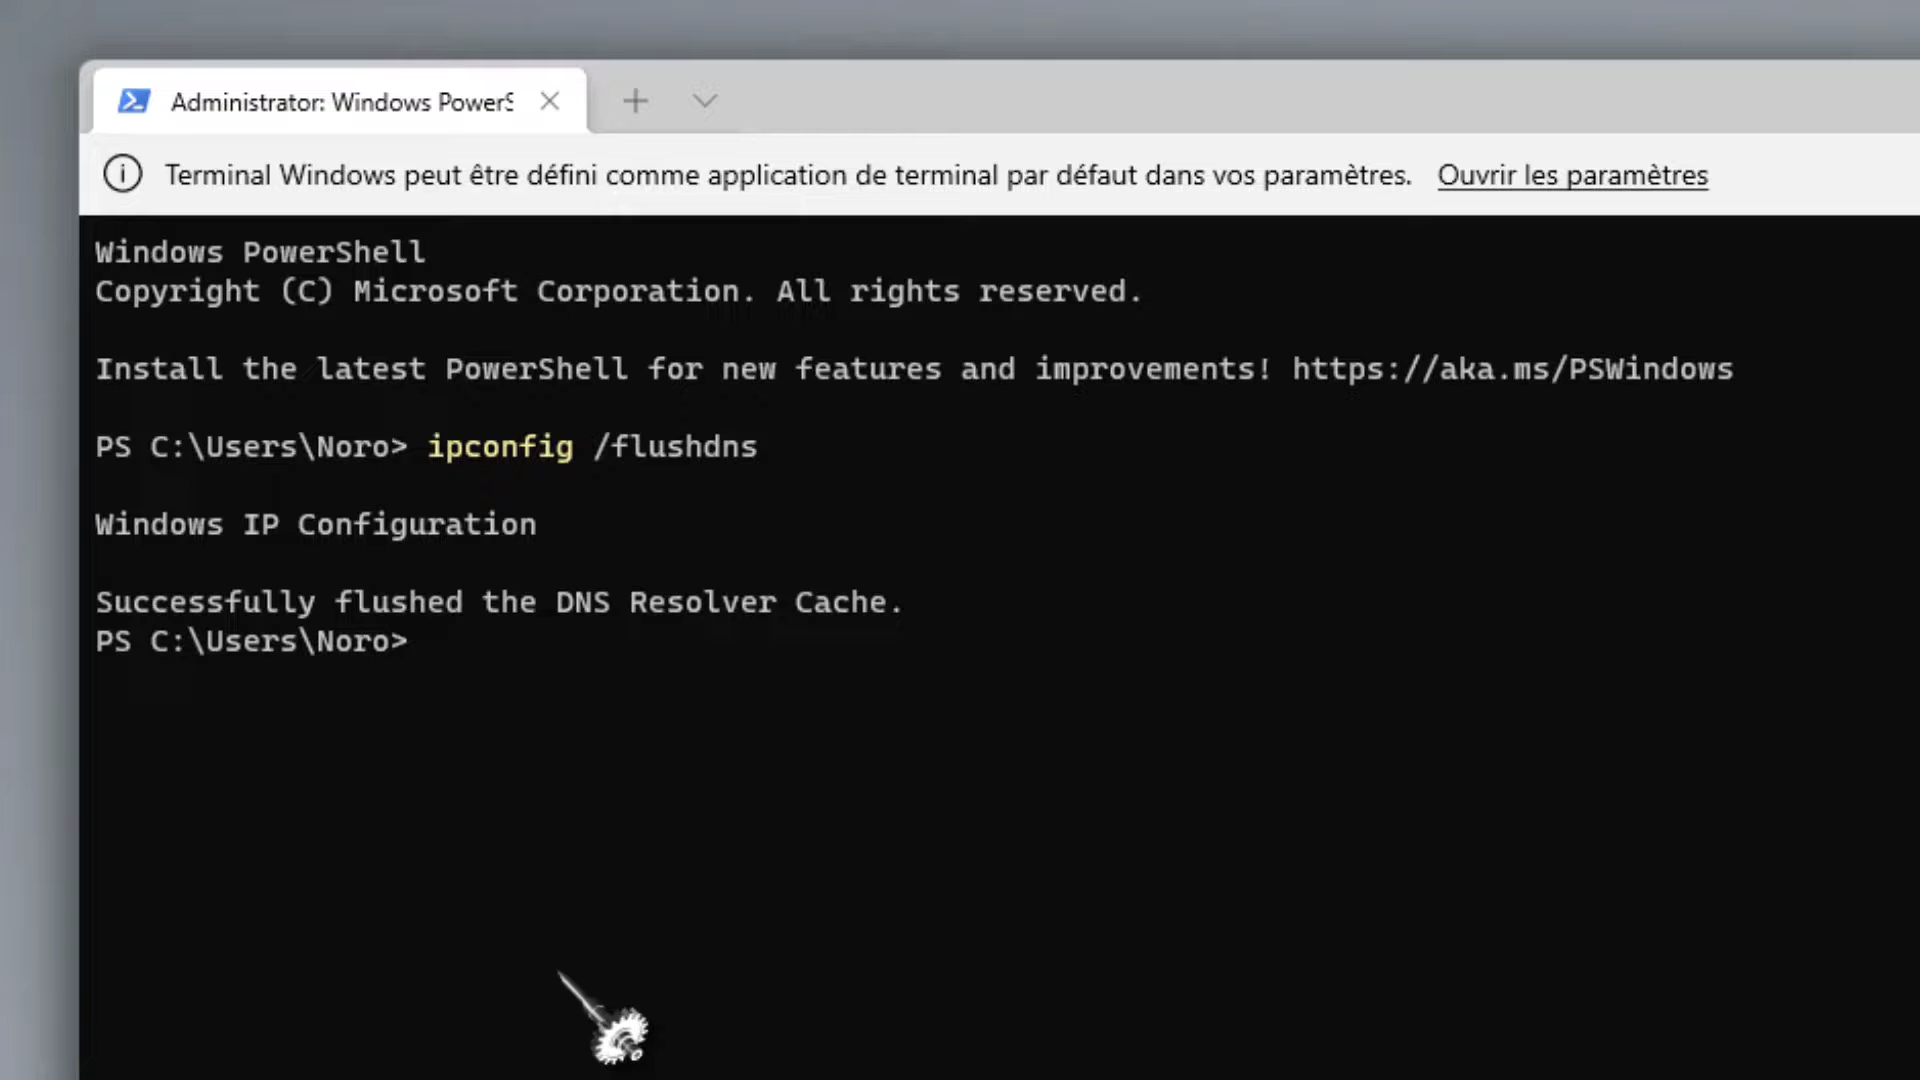 Administrator: Windows PowerS
Terminal Windows peut être défini comme application de terminal par défaut dans vos paramètres. Ouvrir les paramètres
Windows PowerShell
Copyright (C) Microsoft Corporation. All rights reserved.
Install the latest PowerShell for new features and improvements! https://aka.ms/PSWindows
PS C:\Users\Noro> ipconfig /flushdns
Windows IP Configuration
Successfully flushed the DNS Resolver Cache.
PS C:\Users\Noro>